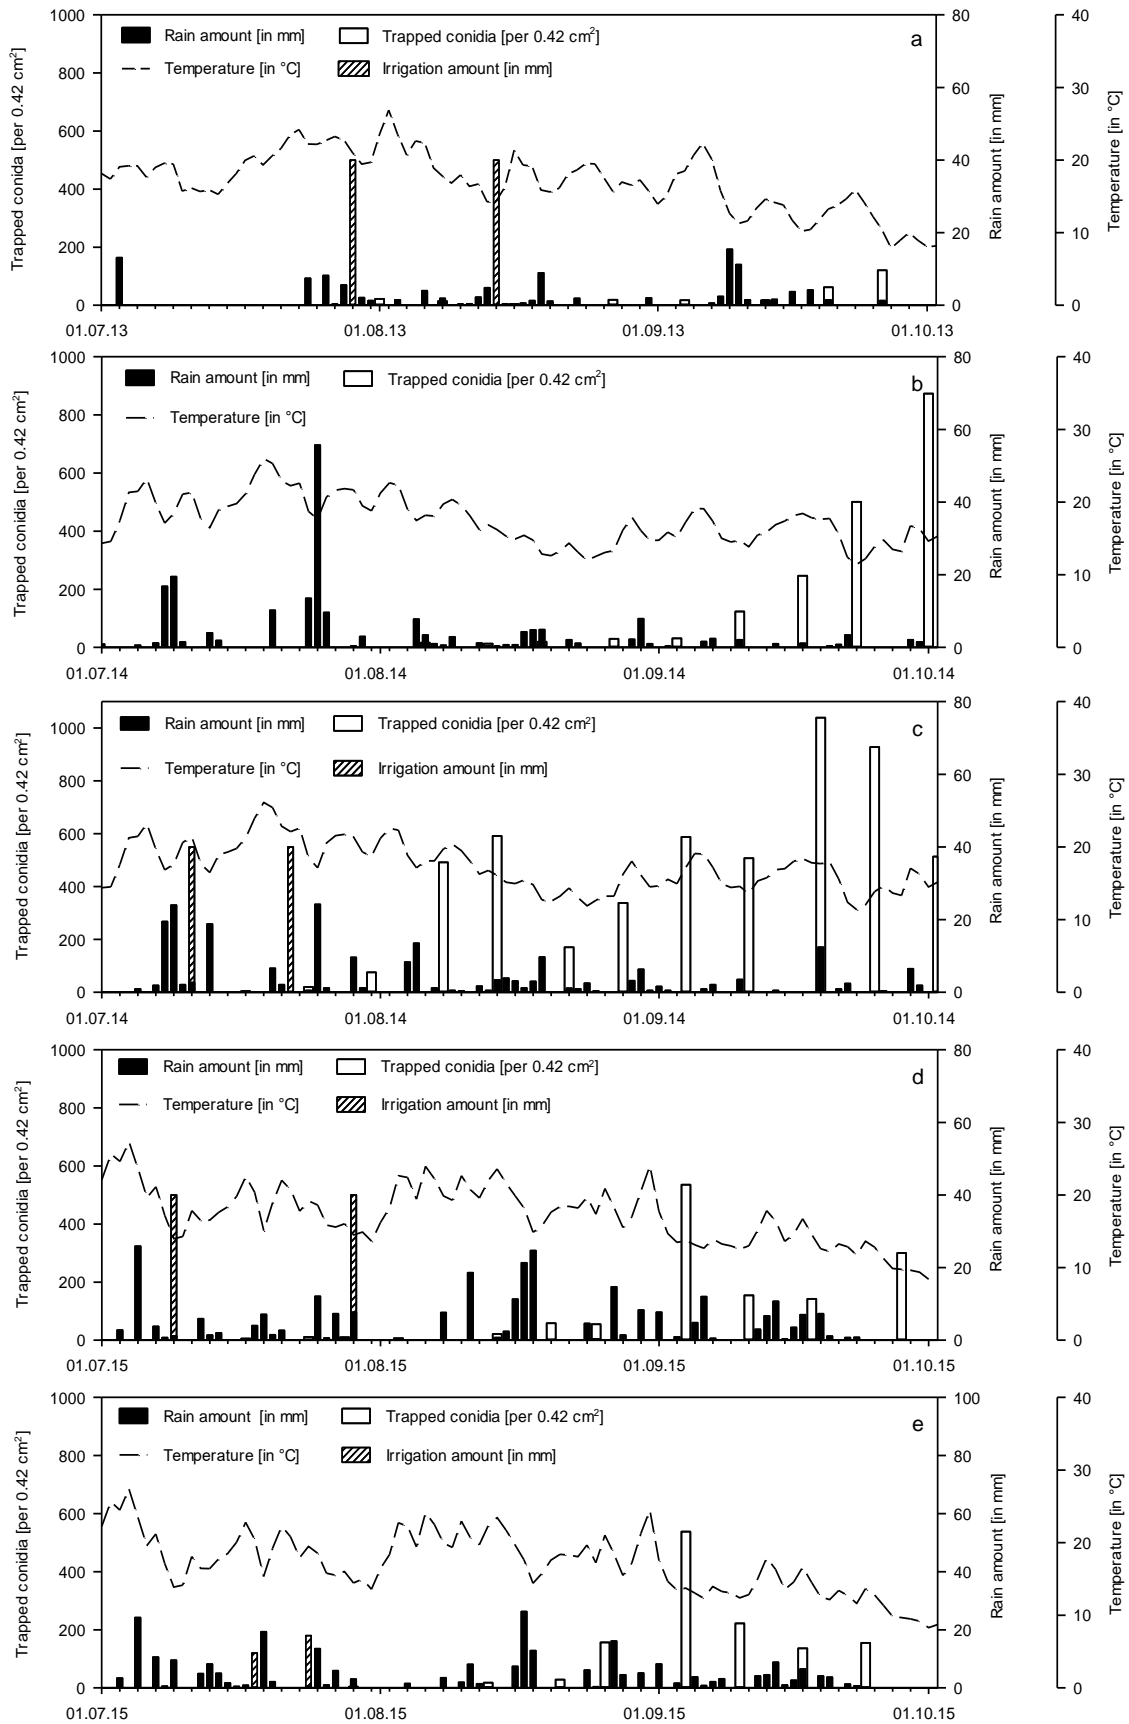 1000
800
600
400
200
0
Trapped conida [per 0.42 cm²]
Rain amount [in mm]
Trapped conidia [per 0.42 cm²]
Temperature [in °C]
Irrigation amount [in mm]
a
80
60
40
20
0
Rain amount [in mm]
40
30
20
10
0
Temperature [in °C]
01.07.13 01.08.13 01.09.13 01.10.13
1000
800
600
400
200
0
Trapped conidia [per 0.42 cm²]
Rain amount [in mm]
Trapped conidia [per 0.42 cm²]
Temperature [in °C]
b
80
60
40
20
0
Rain amount [in mm]
40
30
20
10
0
Temperature [in °C]
01.07.14 01.08.14 01.09.14 01.10.14
1000
800
600
400
200
0
Trapped conidia [per 0.42 cm²]
Rain amount [in mm]
Trapped conidia [per 0.42 cm²]
Temperature [in °C]
Irrigation amount [in mm]
c
80
60
40
20
0
Rain amount [in mm]
40
30
20
10
0
Temperature [in °C]
01.07.14 01.08.14 01.09.14 01.10.14
1000
800
600
400
200
0
Trapped conidia [per 0.42 cm²]
Rain amount [in mm]
Trapped conidia [per 0.42 cm²]
Temperature [in °C]
Irrigation amount [in mm]
d
80
60
40
20
0
Rain amount [in mm]
40
30
20
10
0
Temperature [in °C]
01.07.15 01.08.15 01.09.15 01.10.15
1000
800
600
400
200
0
Trapped conidia [per 0.42 cm²]
Rain amount [in mm]
Trapped conidia [per 0.42 cm²]
Temperature [in °C]
Irrigation amount [in mm]
e
100
80
60
40
20
0
Rain amount [in mm]
40
30
20
10
0
Temperature [in °C]
01.07.15 01.08.15 01.09.15 01.10.15